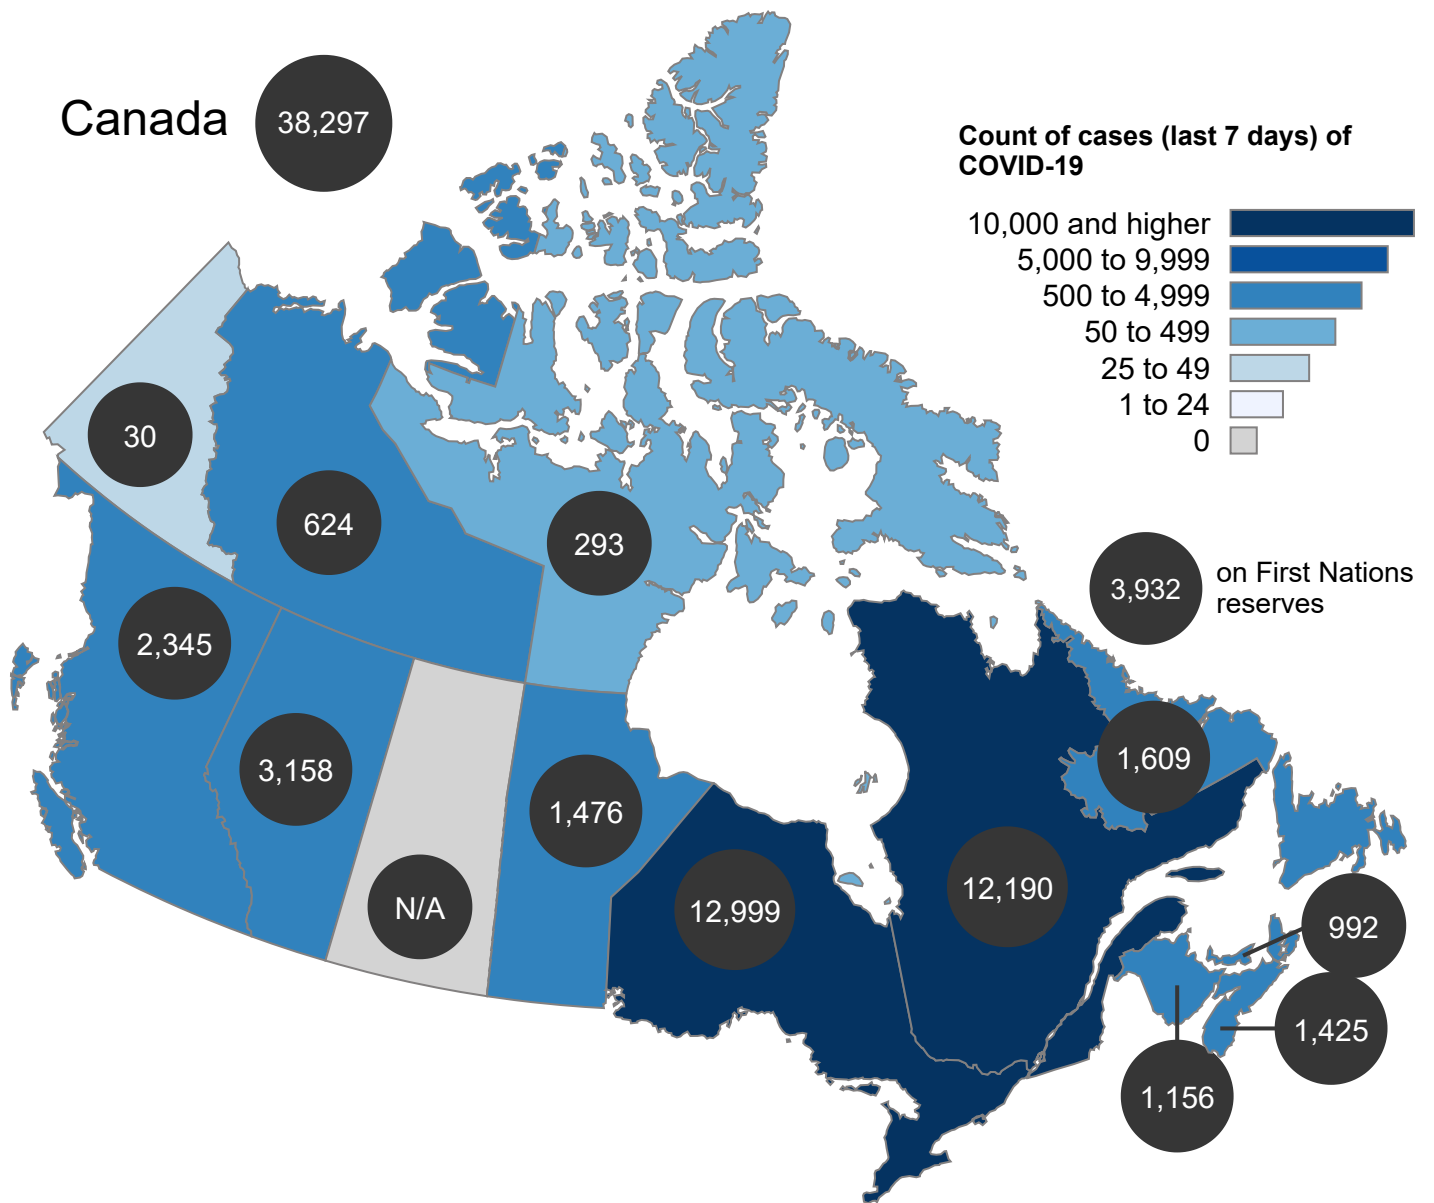 Canada
38,297
Count of cases (last 7 days) of
COVID-19
10,000 and higher
5,000 to 9,999
500 to 4,999
50 to 499
25 to 49
1 to 24
0
30
624
293
3,932
on First Nations
reserves
2,345
3,158
1,476
1,609
N/A
12,999
12,190
992
1,425
1,156